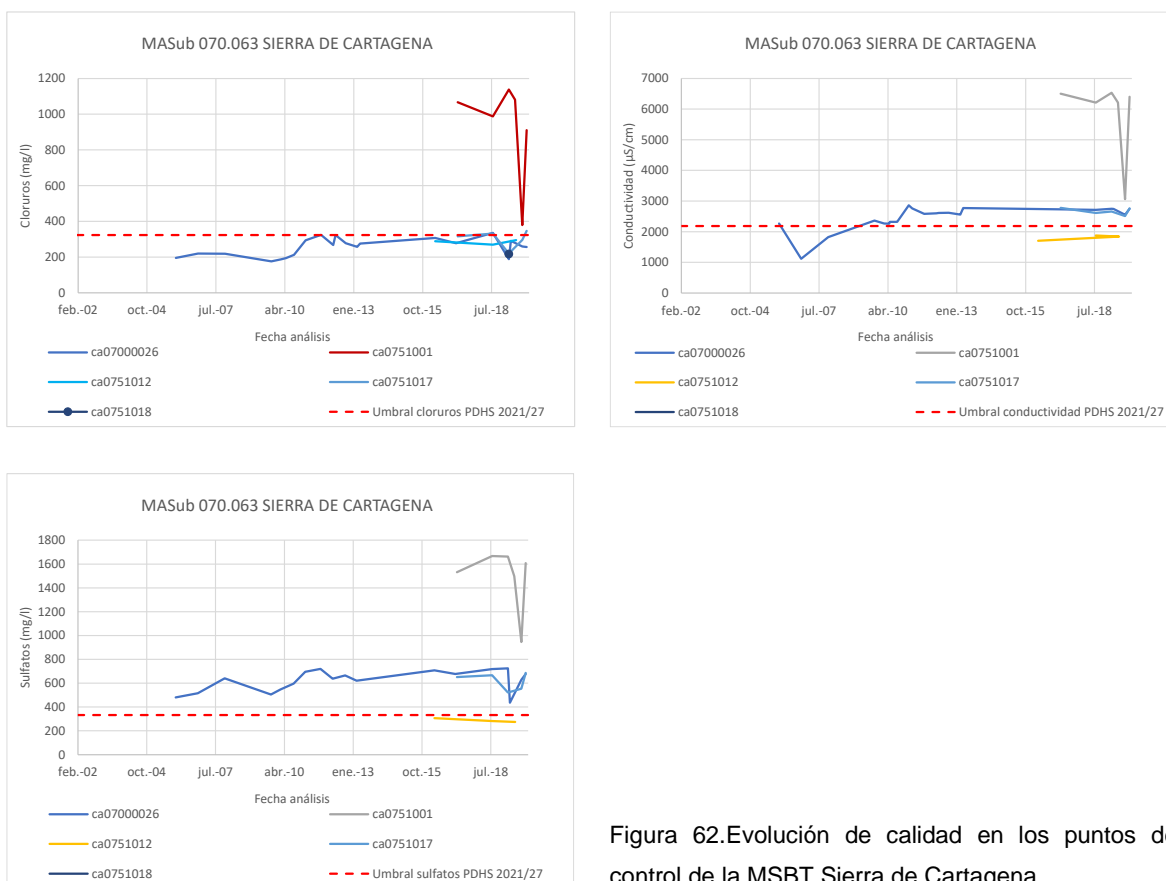 MASub 070.063 SIERRA DE CARTAGENA
1200
1000
800
600
400
200
0
Cloruros (mg/l)
feb.-02 oct.-04 jul.-07 abr.-10 ene.-13 oct.-15 jul.-18
Fecha análisis
ca07000026 ca0751001
ca0751012 ca0751017
ca0751018 Umbral cloruros PDHS 2021/27
MASub 070.063 SIERRA DE CARTAGENA
7000
6000
5000
4000
3000
2000
1000
0
Conductividad (µS/cm)
feb.-02 oct.-04 jul.-07 abr.-10 ene.-13 oct.-15 jul.-18
Fecha análisis
ca07000026 ca0751001
ca0751012 ca0751017
ca0751018 Umbral conductividad PDHS 2021/27
MASub 070.063 SIERRA DE CARTAGENA
1800
1600
1400
1200
1000
800
600
400
200
0
Sulfatos (mg/l)
feb.-02 oct.-04 jul.-07 abr.-10 ene.-13 oct.-15 jul.-18
Fecha análisis
ca07000026 ca0751001
ca0751012 ca0751017
ca0751018 Umbral sulfatos PDHS 2021/27
Figura 62.Evolución de calidad en los puntos de
control de la MSBT Sierra de Cartagena